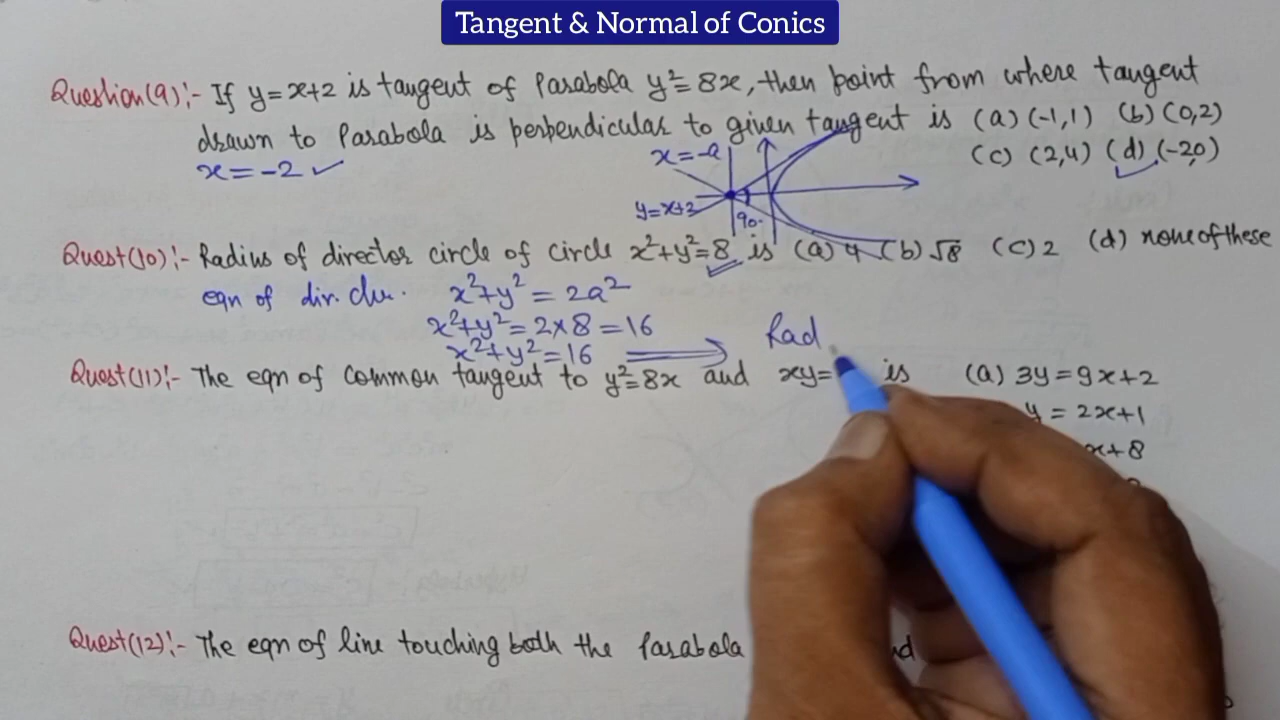 Tangent & Normal of Conics
Question(9):- If y=x+2 is tangent of Parabola y²=8x, then point from where tangent
drawn to Parabola is perpendicular to given tangent is (a) (-1,1) (b) (0,2)
(c) (2,4) (d) (-2,0)
x=-2 ✓
x=-a
y=x+2
90°
Quest(10):- Radius of director circle of circle x²+y²=8 is (a) 4 (b) √8 (c) 2 (d) none of these
eqn of dir. x²+y² = 2a²
x²+y² = 2×8 = 16
x²+y² = 16 ⟹ Rad
Quest(11):- The eqn of common tangent to y²=8x and xy= is (a) 3y=9x+2
y = 2x+1
x+8
Quest(12):- The eqn of line touching both the Parabola